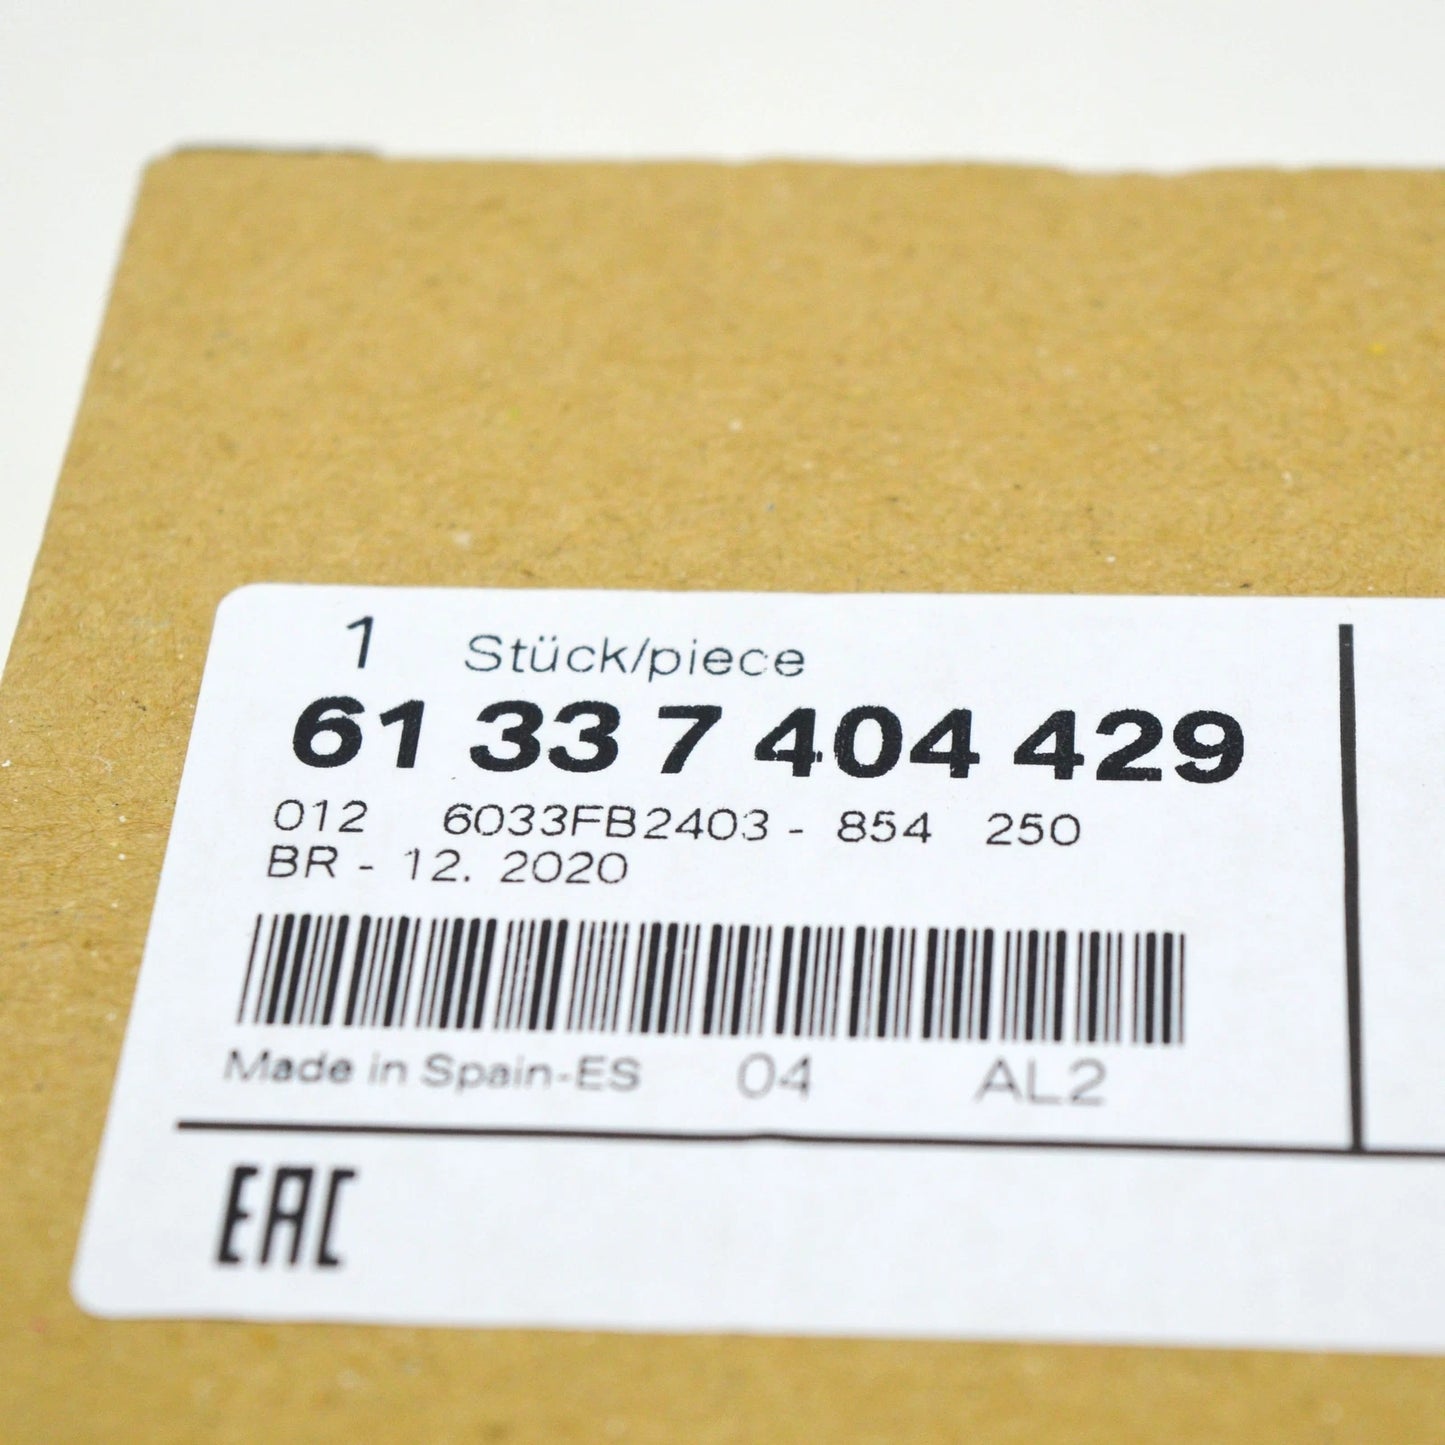 1 Stück/piece
61 33 7 404 429
012 6033FB2403 - 854 250
BR - 12. 2020
Made in Spain-ES 04 AL2
EAC